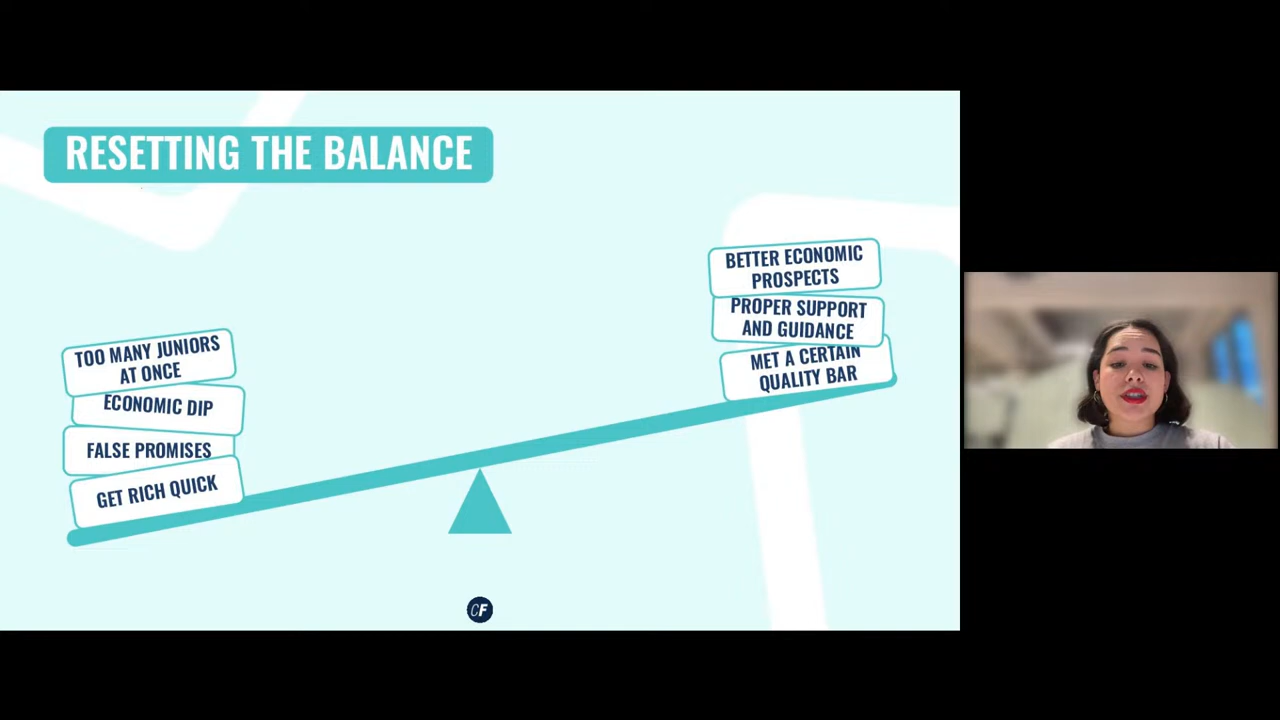 RESETTING THE BALANCE
TOO MANY JUNIORS
AT ONCE
ECONOMIC DIP
FALSE PROMISES
GET RICH QUICK
BETTER ECONOMIC
PROSPECTS
PROPER SUPPORT
AND GUIDANCE
MET A CERTAIN
QUALITY BAR
CF